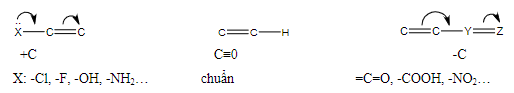 Ẍ C C C C H C C Y Z
+C C≡0 -C
X: -Cl, -F, -OH, -NH2… chuẩn =C=O, -COOH, -NO2…